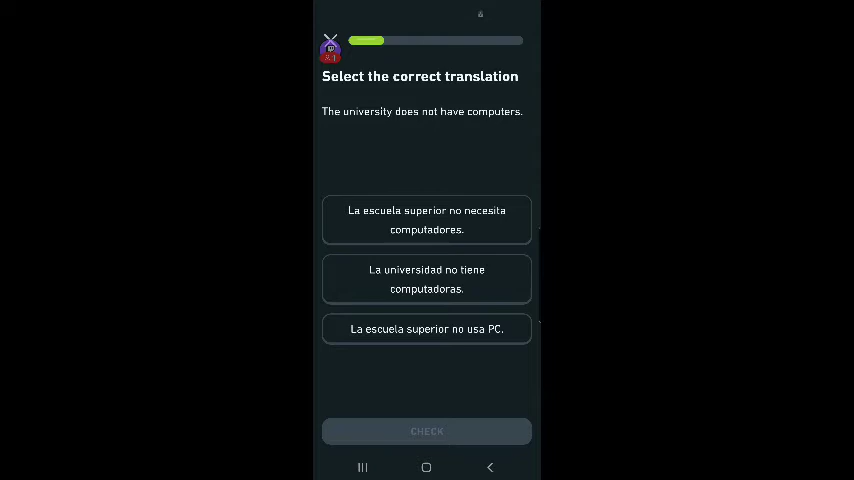 Select the correct translation
The university does not have computers.
La escuela superior no necesita
computadores.
La universidad no tiene
computadoras.
La escuela superior no usa PC.
CHECK